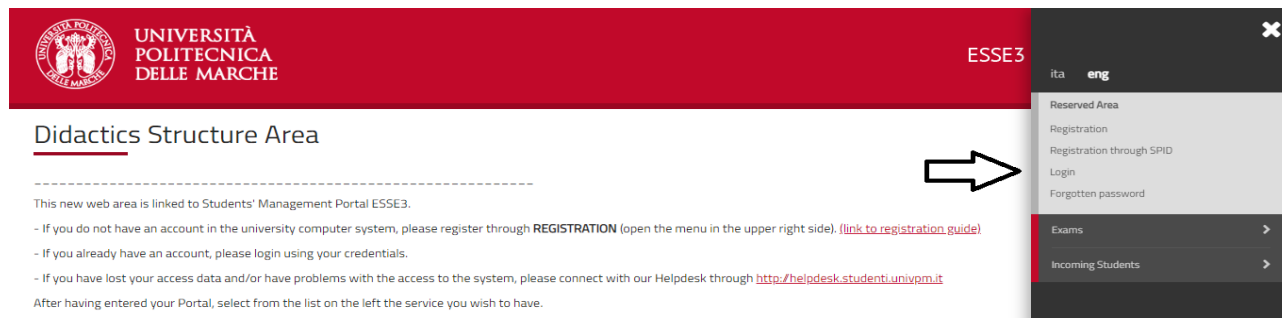 UNIVERSITÀ
POLITECNICA
DELLE MARCHE
ESSE3
ita eng
Reserved Area
Registration
Registration through SPID
Login
Forgotten password
Exams
Incoming Students
Didactics Structure Area
------------------------------------------------------------
This new web area is linked to Students' Management Portal ESSE3.
- If you do not have an account in the university computer system, please register through REGISTRATION (open the menu in the upper right side). (link to registration guide)
- If you already have an account, please login using your credentials.
- If you have lost your access data and/or have problems with the access to the system, please connect with our Helpdesk through http://helpdesk.studenti.univpm.it
After having entered your Portal, select from the list on the left the service you wish to have.